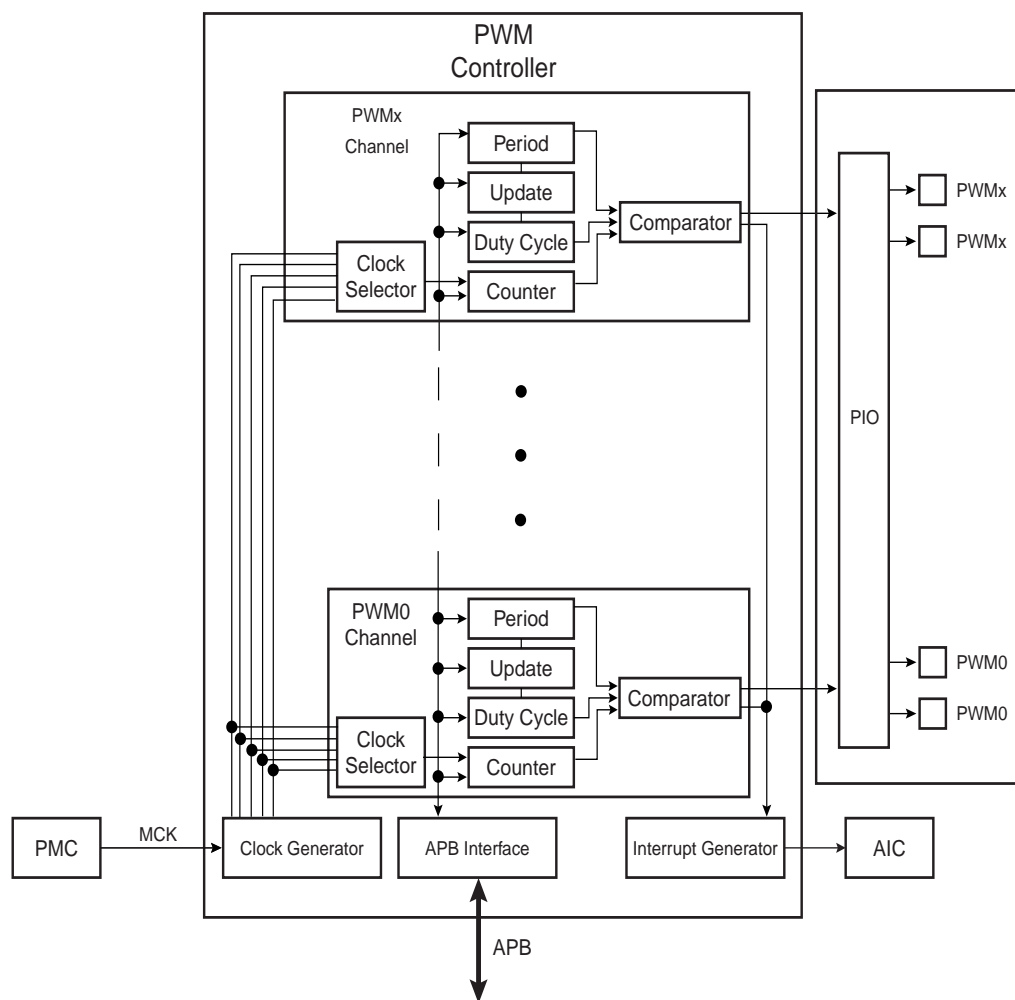 PWM
Controller
PWMx
Channel
Period
Update
Duty Cycle
Comparator
Clock
Selector
Counter
PIO
PWMx
PWMx
PWM0
Channel
Period
Update
Duty Cycle
Comparator
Clock
Selector
Counter
PWM0
PWM0
PMC
MCK
Clock Generator
APB Interface
Interrupt Generator
AIC
APB